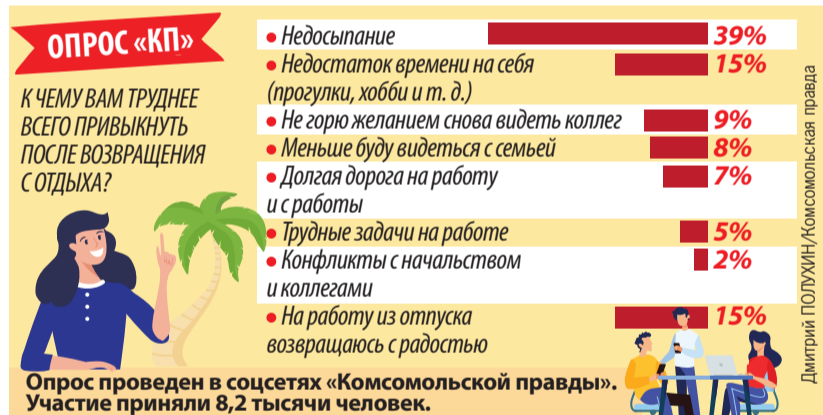 ОПРОС «КП»
К ЧЕМУ ВАМ ТРУДНЕЕ
ВСЕГО ПРИВЫКНУТЬ
ПОСЛЕ ВОЗВРАЩЕНИЯ
С ОТДЫХА?
• Недосыпание 39%
• Недостаток времени на себя 15%
(прогулки, хобби и т. д.)
• Не горю желанием снова видеть коллег 9%
• Меньше буду видеться с семьей 8%
• Долгая дорога на работу 7%
и с работы
• Трудные задачи на работе 5%
• Конфликты с начальством 2%
и коллегами
• На работу из отпуска 15%
возвращаюсь с радостью
Опрос проведен в соцсетях «Комсомольской правды».
Участие приняли 8,2 тысячи человек.
Дмитрий ПОЛУХИН/Комсомольская правда